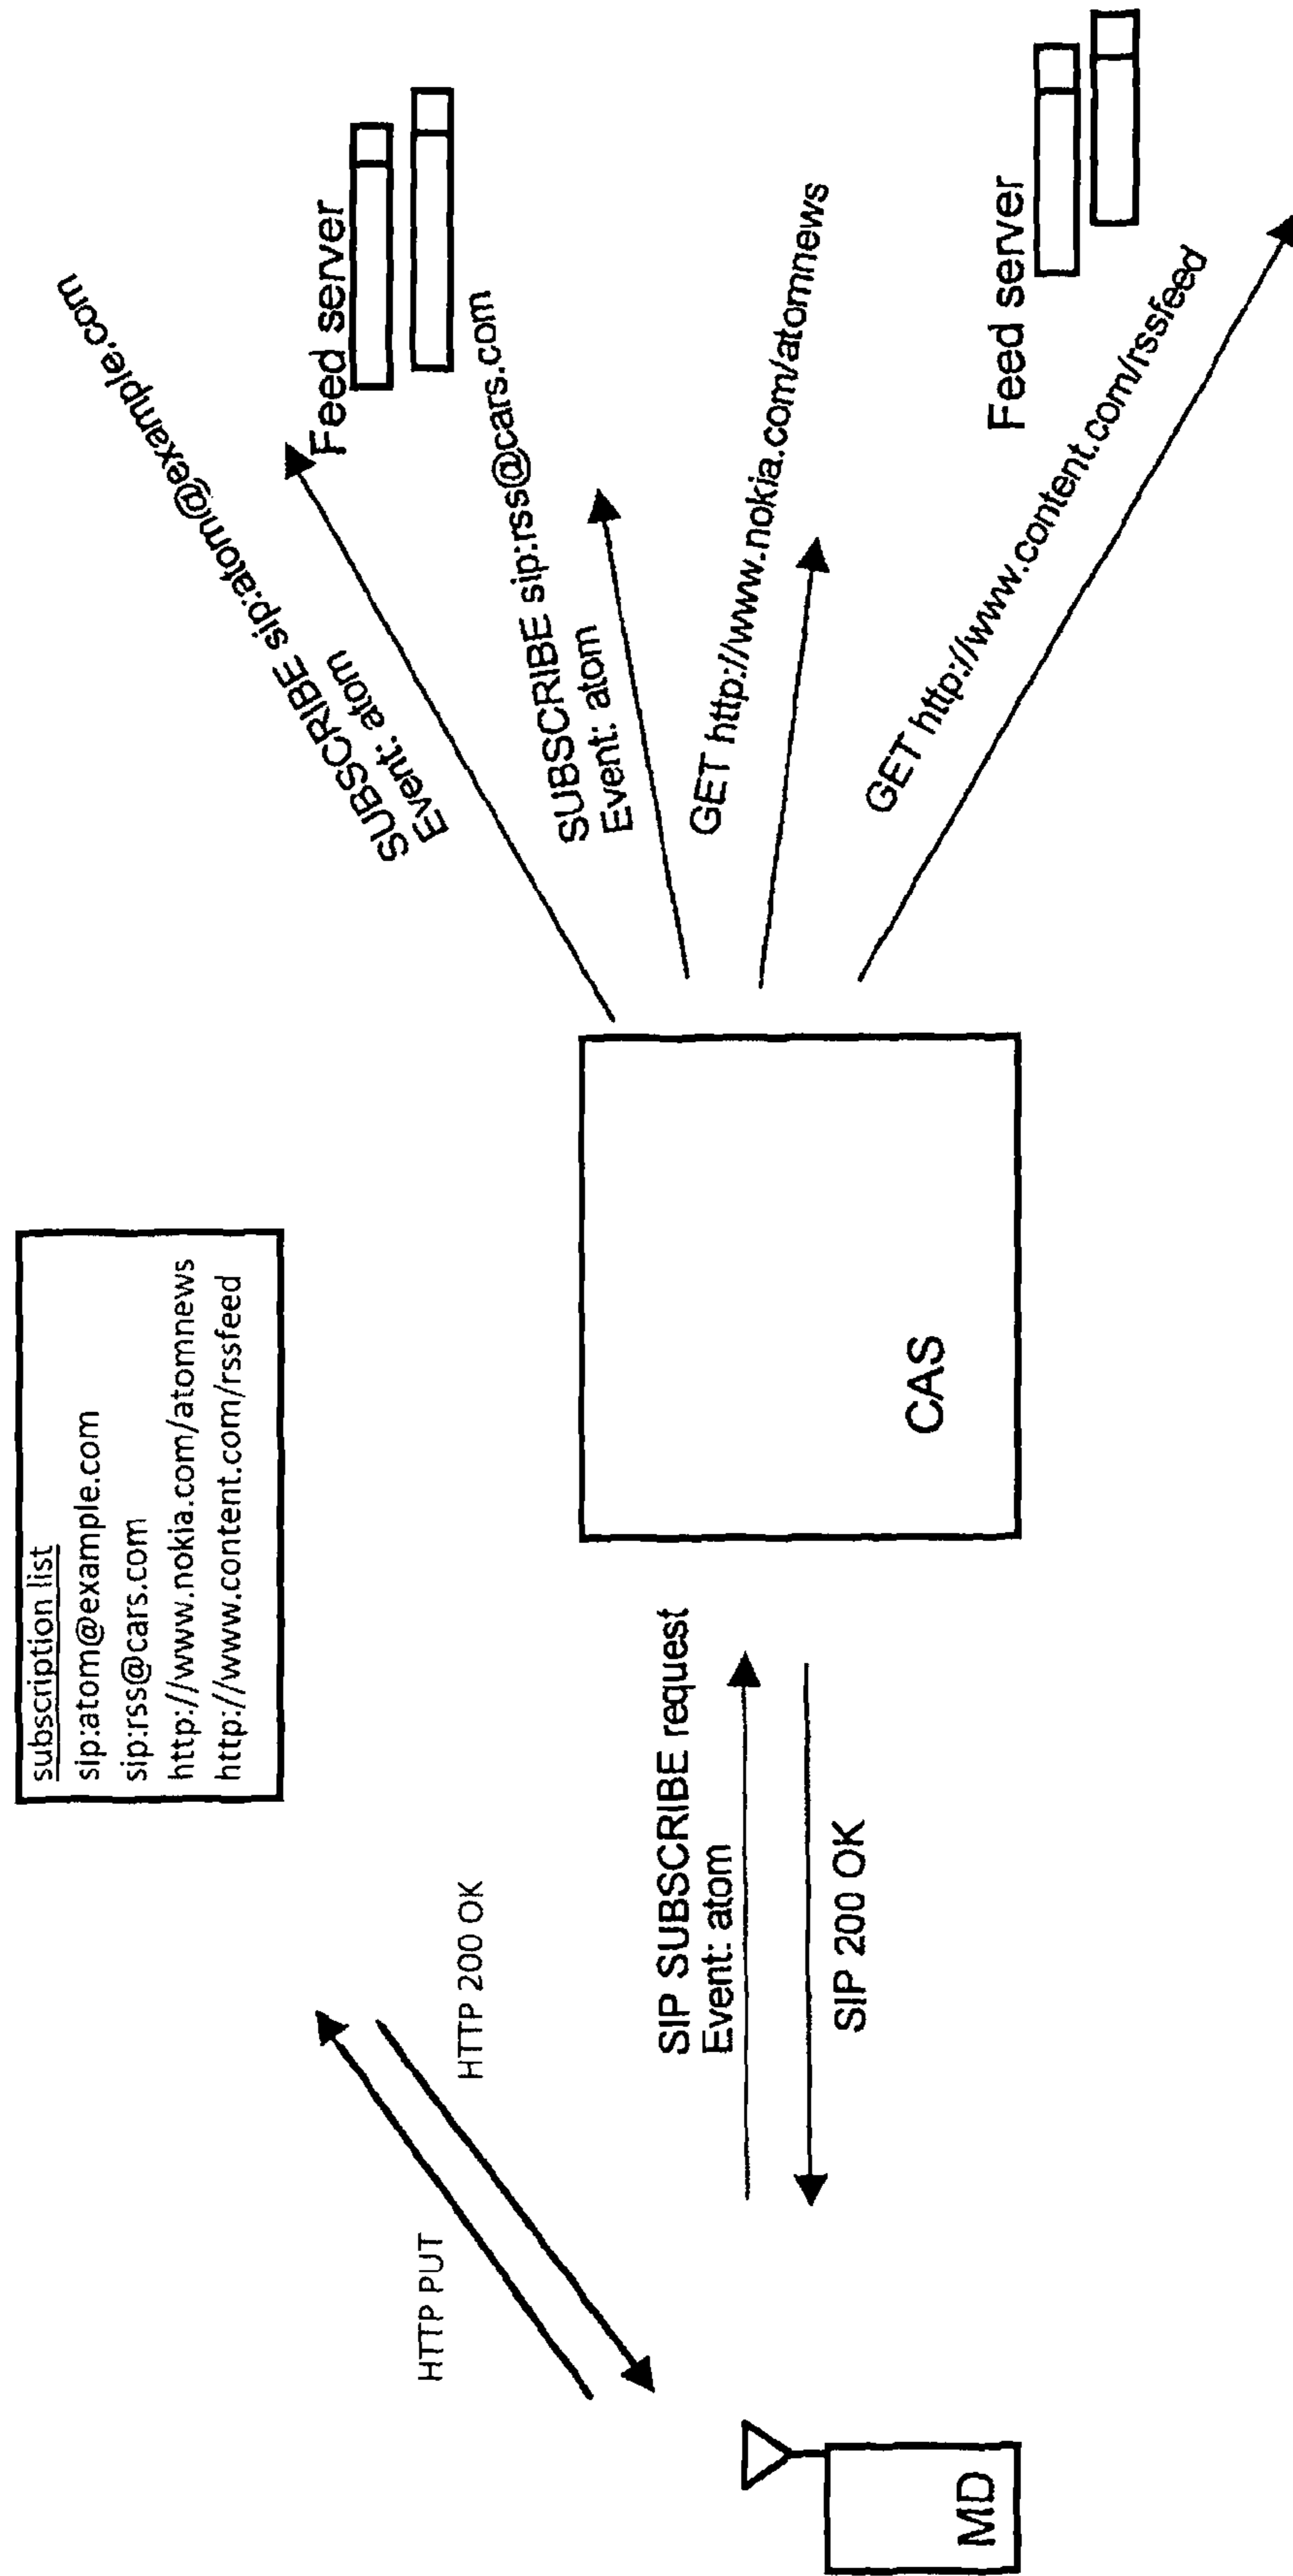 subscription list
sip:atom@example.com
sip:rss@cars.com
http://www.nokia.com/atomnews
http://www.content.com/rssfeed
HTTP PUT
HTTP 200 OK
MD
SIP SUBSCRIBE request
Event: atom
SIP 200 OK
CAS
SUBSCRIBE sip:atom@example.com
Event: atom
Feed server
SUBSCRIBE sip:rss@cars.com
Event: atom
GET http://www.nokia.com/atomnews
GET http://www.content.com/rssfeed
Feed server